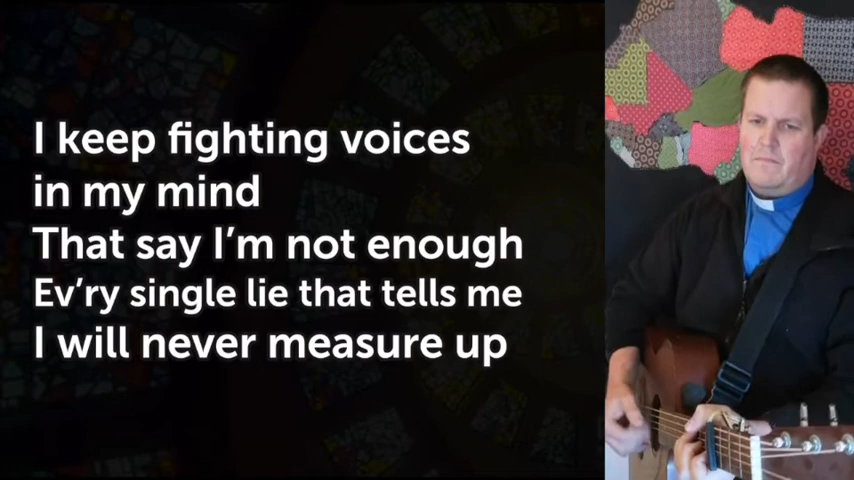 I keep fighting voices
in my mind
That say I’m not enough
Ev’ry single lie that tells me
I will never measure up